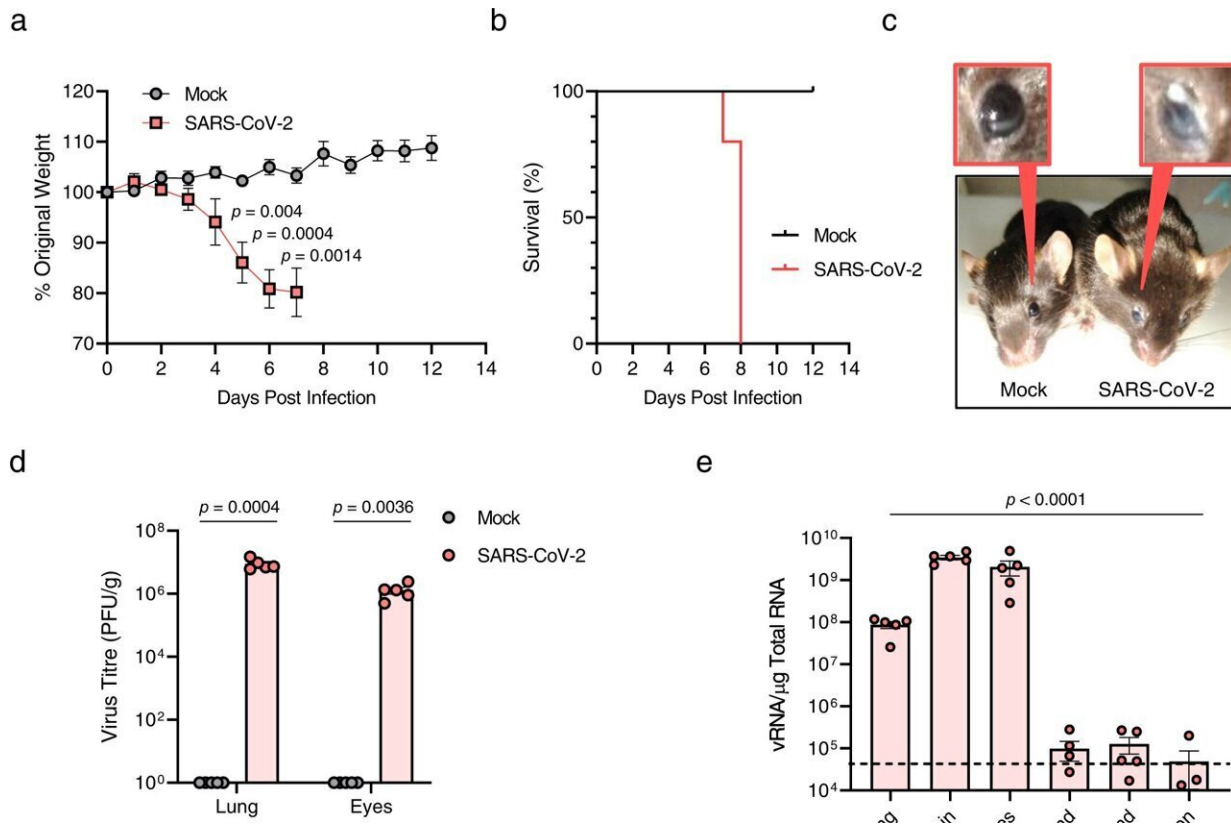 a
120
110
100
90
80
70
% Original Weight
Mock
SARS-CoV-2
p = 0.004
p = 0.0004
p = 0.0014
0 2 4 6 8 10 12 14
Days Post Infection
b
100
50
0
Survival (%)
Mock
SARS-CoV-2
0 2 4 6 8 10 12 14
Days Post Infection
c
Mock SARS-CoV-2
d
p = 0.0004 p = 0.0036
Mock
SARS-CoV-2
10⁸
10⁶
10⁴
10²
10⁰
Virus Titre (PFU/g)
Lung Eyes
e
p < 0.0001
10¹⁰
10⁹
10⁸
10⁷
10⁶
10⁵
10⁴
vRNA/µg Total RNA